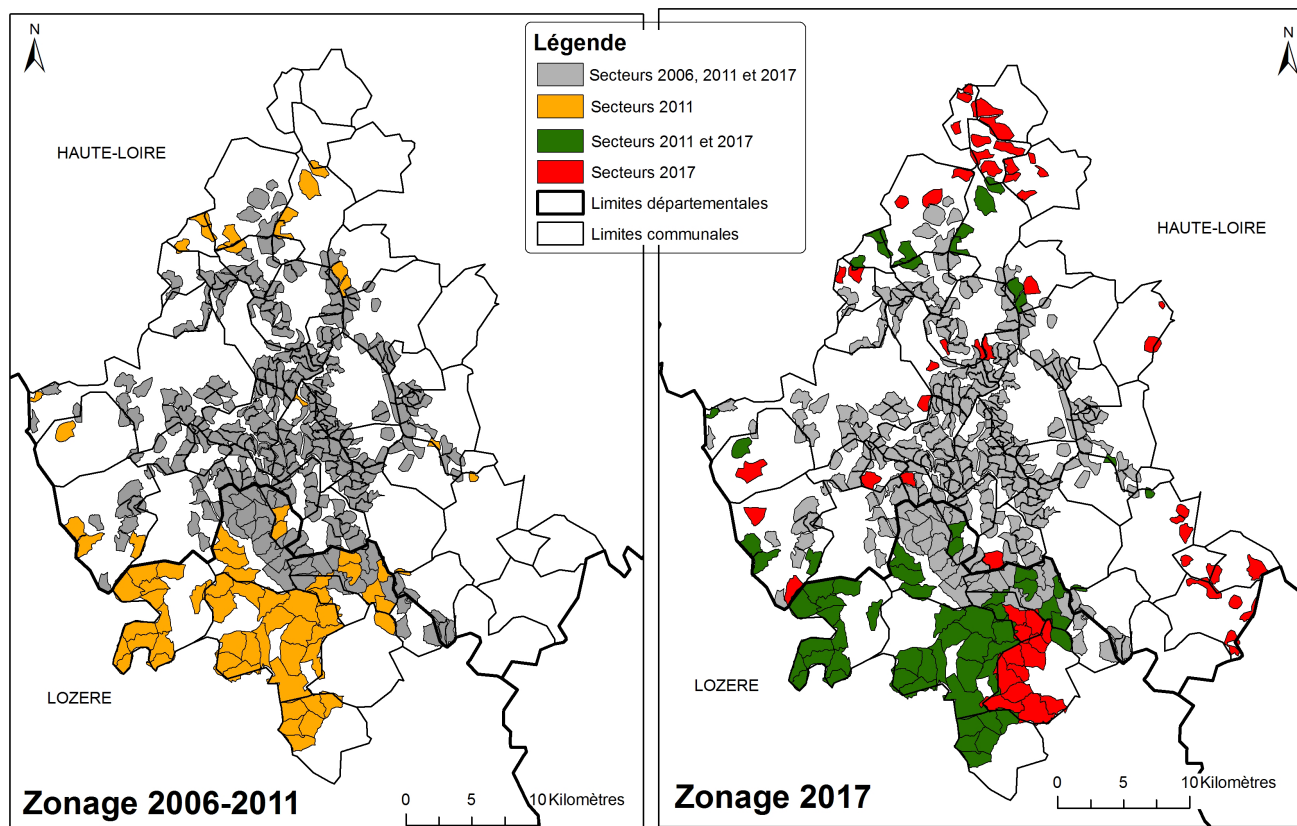 N
N
Légende
Secteurs 2006, 2011 et 2017
Secteurs 2011
Secteurs 2011 et 2017
Secteurs 2017
Limites départementales
Limites communales
HAUTE-LOIRE
HAUTE-LOIRE
LOZERE
LOZERE
Zonage 2006-2011
0 5 10 Kilomètres
Zonage 2017
0 5 10 Kilomètres